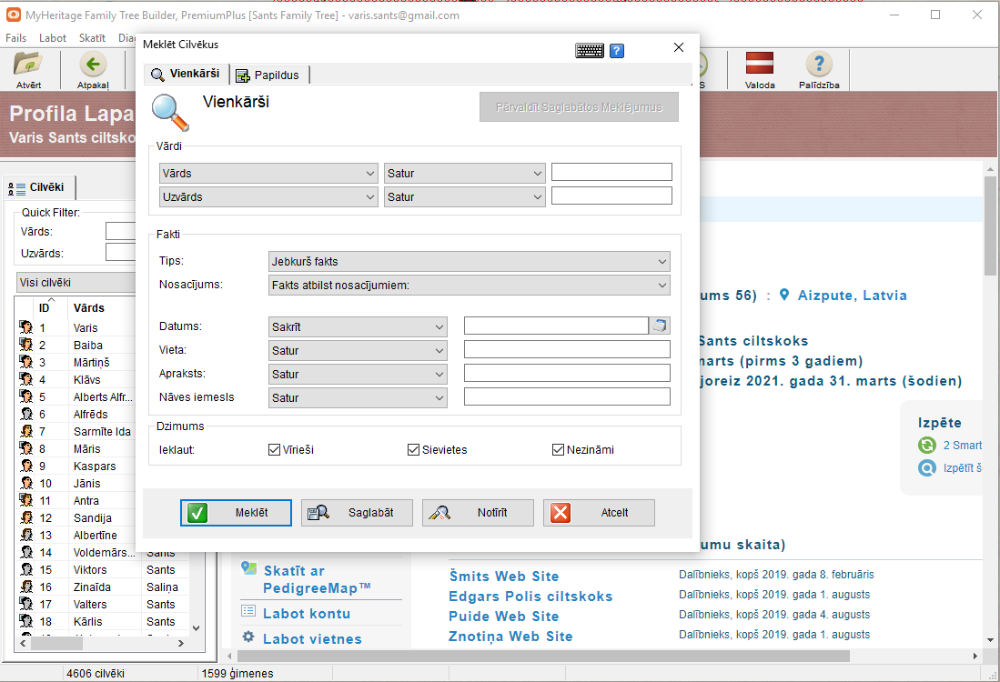 MyHeritage Family Tree Builder, PremiumPlus [Sants Family Tree] - varis.sants@gmail.com
Fails Labot Skatīt
Atvērt Atpakaļ Valoda Palīdzība
Profila Lapa
Varis Sants ciltsko
Meklēt Cilvēkus
Vienkārši Papildus
Vienkārši
Pārvaldīt Saglabātos Meklējumus
Vārdi
Vārds Satur
Uzvārds Satur
Fakti
Tips: Jebkurš fakts
Nosacījums: Fakts atbilst nosacījumiem:
Datums: Sakrīt
Vieta: Satur
Apraksts: Satur
Nāves iemesls Satur
Dzimums
Iekļaut: Vīrieši Sievietes Nezināmi
Meklēt Saglabāt Notīrīt Atcelt
Cilvēki
Quick Filter:
Vārds:
Uzvārds:
Visi cilvēki
ID Vārds
1 Varis
2 Baiba
3 Mārtiņš
4 Klāvs
5 Alberts Alfr...
6 Alfrēds
7 Sarmīte Ida
8 Māris
9 Kaspars
10 Jānis
11 Antra
12 Sandija
13 Albertīne
14 Voldemārs... Sants
15 Viktors Sants
16 Zinaīda Saliņa
17 Valters Sants
18 Kārlis Sants
ums 56) : Aizpute, Latvia
Sants ciltskoks
marts (pirms 3 gadiem)
joreiz 2021. gada 31. marts (šodien)
Izpēte
2 Smart
Izpētīt š
umu skaita)
Skatīt ar
PedigreeMap™
Labot kontu
Labot vietnes
Šmits Web Site Dalībnieks, kopš 2019. gada 8. februāris
Edgars Polis ciltskoks Dalībnieks, kopš 2019. gada 1. augusts
Puide Web Site Dalībnieks, kopš 2019. gada 4. augusts
Znotiņa Web Site Dalībnieks, kopš 2019. gada 1. augusts
4606 cilvēki 1599 ģimenes